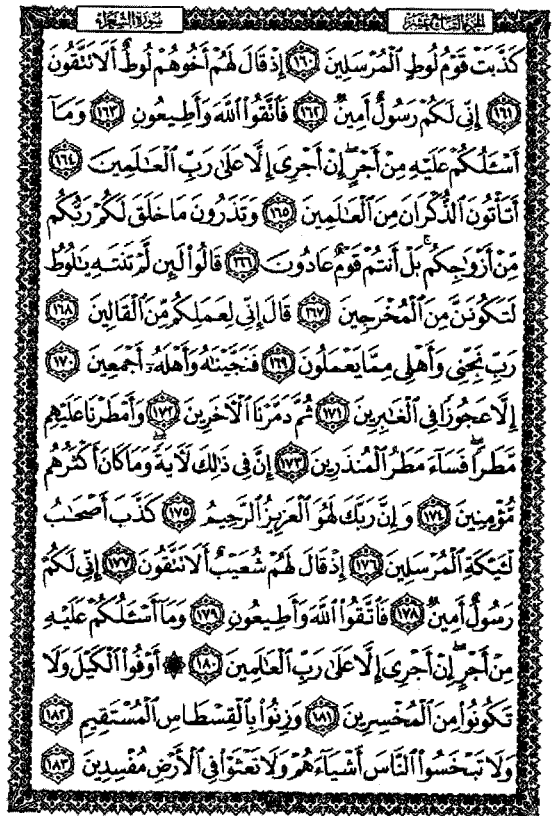 سورة الشعراء الجزء التاسع عشر
كَذَّبَتْ قَوْمُ لُوطٍ ٱلْمُرْسَلِينَ ١٦٠ إِذْ قَالَ لَهُمْ أَخُوهُمْ لُوطٌ أَلَا تَتَّقُونَ
١٦١ إِنِّي لَكُمْ رَسُولٌ أَمِينٌ ١٦٢ فَٱتَّقُوا۟ ٱللَّهَ وَأَطِيعُونِ ١٦٣ وَمَآ
أَسْـَٔلُكُمْ عَلَيْهِ مِنْ أَجْرٍ ۖ إِنْ أَجْرِىَ إِلَّا عَلَىٰ رَبِّ ٱلْعَـٰلَمِينَ ١٦٤
أَتَأْتُونَ ٱلذُّكْرَانَ مِنَ ٱلْعَـٰلَمِينَ ١٦٥ وَتَذَرُونَ مَا خَلَقَ لَكُمْ رَبُّكُم
مِّنْ أَزْوَٰجِكُم ۚ بَلْ أَنتُمْ قَوْمٌ عَادُونَ ١٦٦ قَالُوا۟ لَئِن لَّمْ تَنتَهِ يَـٰلُوطُ
لَتَكُونَنَّ مِنَ ٱلْمُخْرَجِينَ ١٦٧ قَالَ إِنِّى لِعَمَلِكُم مِّنَ ٱلْقَالِينَ ١٦٨
رَبِّ نَجِّنِى وَأَهْلِى مِمَّا يَعْمَلُونَ ١٦٩ فَنَجَّيْنَـٰهُ وَأَهْلَهُۥٓ أَجْمَعِينَ ١٧٠
إِلَّا عَجُوزًا فِى ٱلْغَـٰبِرِينَ ١٧١ ثُمَّ دَمَّرْنَا ٱلْـَٔاخَرِينَ ١٧٢ وَأَمْطَرْنَا عَلَيْهِم
مَّطَرًا ۖ فَسَآءَ مَطَرُ ٱلْمُنذَرِينَ ١٧٣ إِنَّ فِى ذَٰلِكَ لَـَٔايَةً ۖ وَمَا كَانَ أَكْثَرُهُم
مُّؤْمِنِينَ ١٧٤ وَإِنَّ رَبَّكَ لَهُوَ ٱلْعَزِيزُ ٱلرَّحِيمُ ١٧٥ كَذَّبَ أَصْحَـٰبُ
لْـَٔيْكَةِ ٱلْمُرْسَلِينَ ١٧٦ إِذْ قَالَ لَهُمْ شُعَيْبٌ أَلَا تَتَّقُونَ ١٧٧ إِنِّى لَكُمْ
رَسُولٌ أَمِينٌ ١٧٨ فَٱتَّقُوا۟ ٱللَّهَ وَأَطِيعُونِ ١٧٩ وَمَآ أَسْـَٔلُكُمْ عَلَيْهِ
مِنْ أَجْرٍ ۖ إِنْ أَجْرِىَ إِلَّا عَلَىٰ رَبِّ ٱلْعَـٰلَمِينَ ١٨٠ ۞ أَوْفُوا۟ ٱلْكَيْلَ وَلَا
تَكُونُوا۟ مِنَ ٱلْمُخْسِرِينَ ١٨١ وَزِنُوا۟ بِٱلْقِسْطَاسِ ٱلْمُسْتَقِيمِ ١٨٢
وَلَا تَبْخَسُوا۟ ٱلنَّاسَ أَشْيَآءَهُمْ وَلَا تَعْثَوْا۟ فِى ٱلْأَرْضِ مُفْسِدِينَ ١٨٣